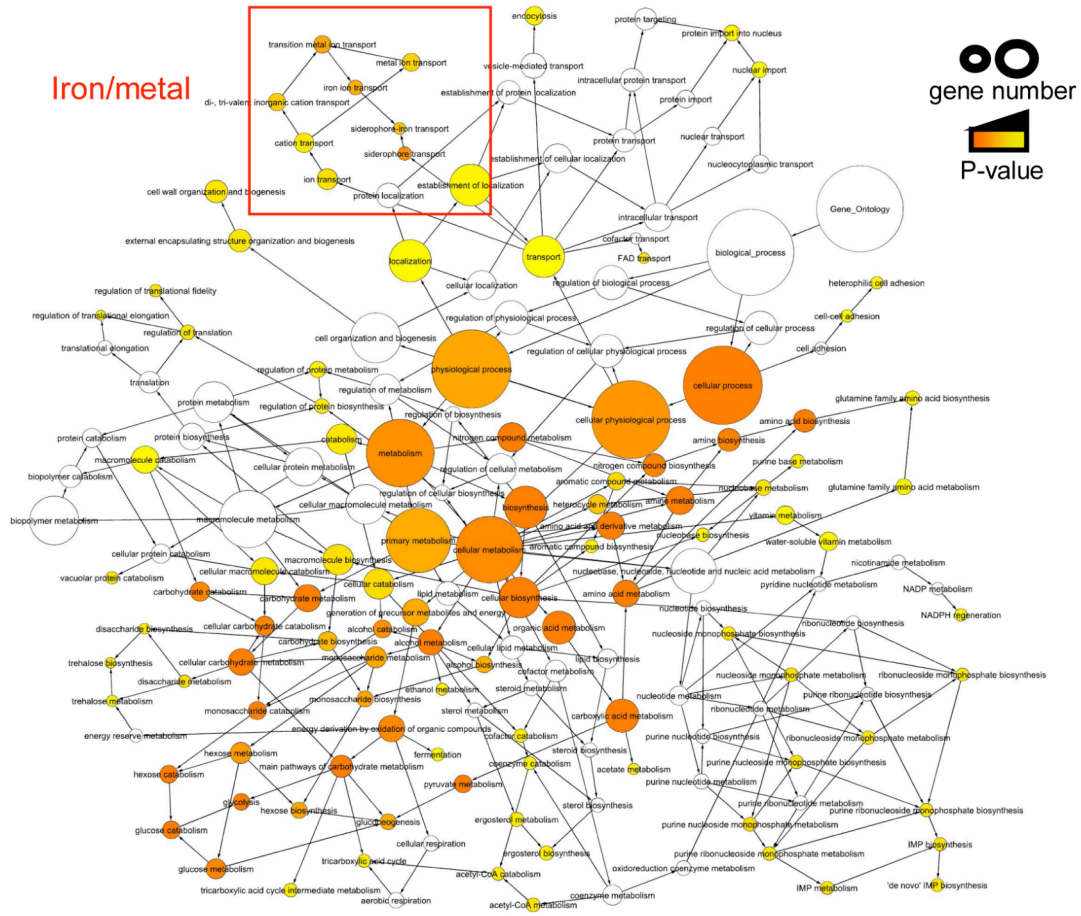 endocytosis
protein targeting
protein import into nucleus
transition metal ion transport
metal ion transport
vesicle-mediated transport
nuclear import
intracellular protein transport
Iron/metal
iron ion transport
establishment of protein localization
gene number
di-, tri-valent inorganic cation transport
protein import
siderophore-iron transport
nuclear transport
cation transport
protein transport
siderophore transport
establishment of cellular localization
nucleocytoplasmic transport
P-value
ion transport
cell wall organization and biogenesis
establishment of localization
protein localization
Gene_Ontology
intracellular transport
external encapsulating structure organization and biogenesis
cofactor transport
biological_process
localization
transport
FAD transport
regulation of translational fidelity
cellular localization
regulation of biological process
heterophilic cell adhesion
regulation of translational elongation
regulation of physiological process
cell-cell adhesion
regulation of translation
regulation of cellular process
cell organization and biogenesis
translational elongation
regulation of cellular physiological process
cell adhesion
regulation of protein metabolism
physiological process
translation
regulation of metabolism
cellular process
protein metabolism
regulation of protein biosynthesis
regulation of biosynthesis
cellular physiological process
glutamine family amino acid biosynthesis
amino acid biosynthesis
protein catabolism
protein biosynthesis
catabolism
nitrogen compound metabolism
amine biosynthesis
macromolecule catabolism
metabolism
cellular protein metabolism
regulation of cellular metabolism
nitrogen compound biosynthesis
purine base metabolism
biopolymer catabolism
aromatic compound metabolism
nucleobase metabolism
glutamine family amino acid metabolism
regulation of cellular biosynthesis
cellular macromolecule metabolism
heterocycle metabolism
amine metabolism
biosynthesis
biopolymer metabolism
macromolecule metabolism
vitamin metabolism
amino acid and derivative metabolism
nucleobase biosynthesis
primary metabolism
cellular metabolism
aromatic compound biosynthesis
water-soluble vitamin metabolism
cellular protein catabolism
macromolecule biosynthesis
nicotinamide metabolism
nucleobase, nucleoside, nucleotide and nucleic acid metabolism
vacuolar protein catabolism
cellular macromolecule catabolism
cellular catabolism
pyridine nucleotide metabolism
NADP metabolism
carbohydrate catabolism
carbohydrate metabolism
lipid metabolism
cellular biosynthesis
amino acid metabolism
nucleotide biosynthesis
generation of precursor metabolites and energy
NADPH regeneration
disaccharide biosynthesis
cellular carbohydrate catabolism
alcohol catabolism
organic acid metabolism
nucleoside monophosphate biosynthesis
ribonucleotide biosynthesis
carbohydrate biosynthesis
alcohol metabolism
cellular lipid metabolism
trehalose biosynthesis
cellular carbohydrate metabolism
monosaccharide metabolism
alcohol biosynthesis
lipid biosynthesis
cofactor metabolism
nucleoside monophosphate metabolism
ribonucleoside monophosphate biosynthesis
disaccharide metabolism
ethanol metabolism
steroid metabolism
trehalose metabolism
monosaccharide biosynthesis
nucleotide metabolism
purine ribonucleotide biosynthesis
monosaccharide catabolism
sterol metabolism
carboxylic acid metabolism
ribonucleotide metabolism
energy reserve metabolism
energy derivation by oxidation of organic compounds
cofactor catabolism
purine nucleotide biosynthesis
ribonucleoside monophosphate metabolism
steroid biosynthesis
hexose metabolism
fermentation
coenzyme catabolism
purine nucleoside monophosphate biosynthesis
hexose catabolism
main pathways of carbohydrate metabolism
acetate metabolism
pyruvate metabolism
purine nucleotide metabolism
glycolysis
hexose biosynthesis
sterol biosynthesis
purine ribonucleotide metabolism
purine ribonucleoside monophosphate biosynthesis
glucose catabolism
gluconeogenesis
ergosterol metabolism
purine nucleoside monophosphate metabolism
cellular respiration
IMP biosynthesis
glucose metabolism
tricarboxylic acid cycle
ergosterol biosynthesis
purine ribonucleoside monophosphate metabolism
acetyl-CoA catabolism
oxidoreduction coenzyme metabolism
tricarboxylic acid cycle intermediate metabolism
IMP metabolism
'de novo' IMP biosynthesis
aerobic respiration
acetyl-CoA metabolism
coenzyme metabolism